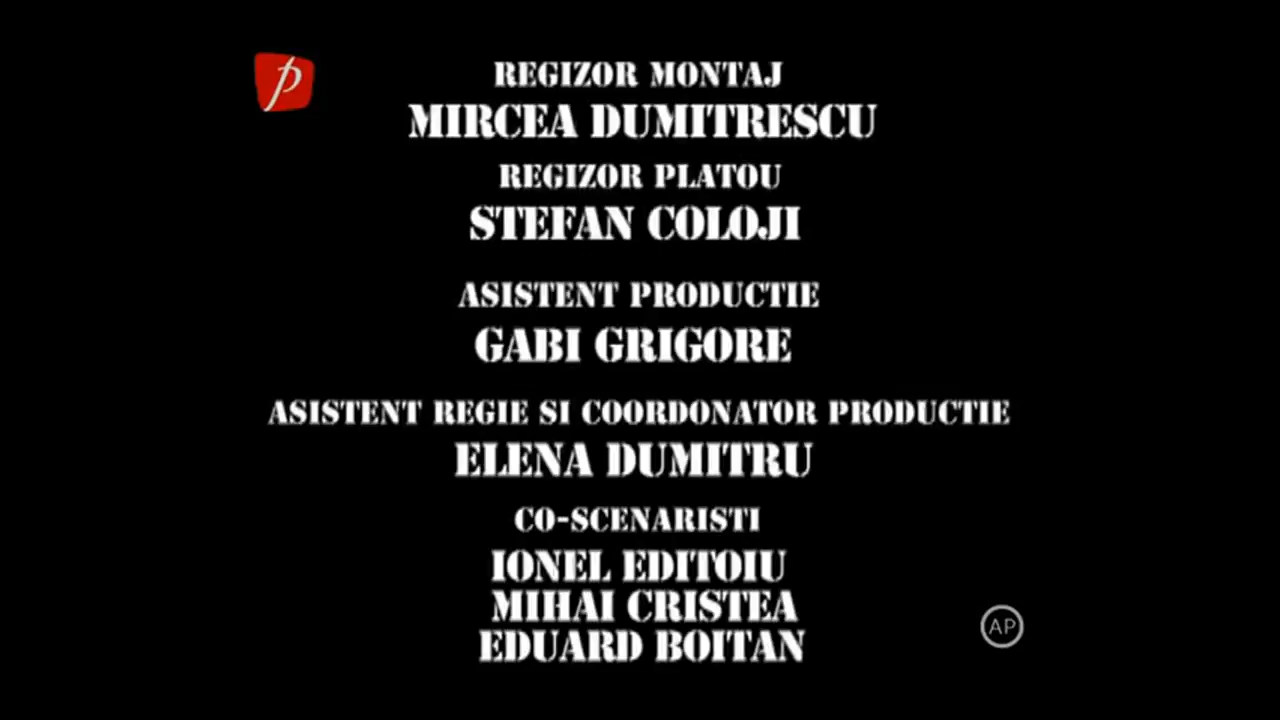 p
REGIZOR MONTAJ
MIRCEA DUMITRESCU
REGIZOR PLATOU
STEFAN COLOJI
ASISTENT PRODUCTIE
GABI GRIGORE
ASISTENT REGIE SI COORDONATOR PRODUCTIE
ELENA DUMITRU
CO-SCENARISTI
IONEL EDITOIU
MIHAI CRISTEA
AP
EDUARD BOITAN